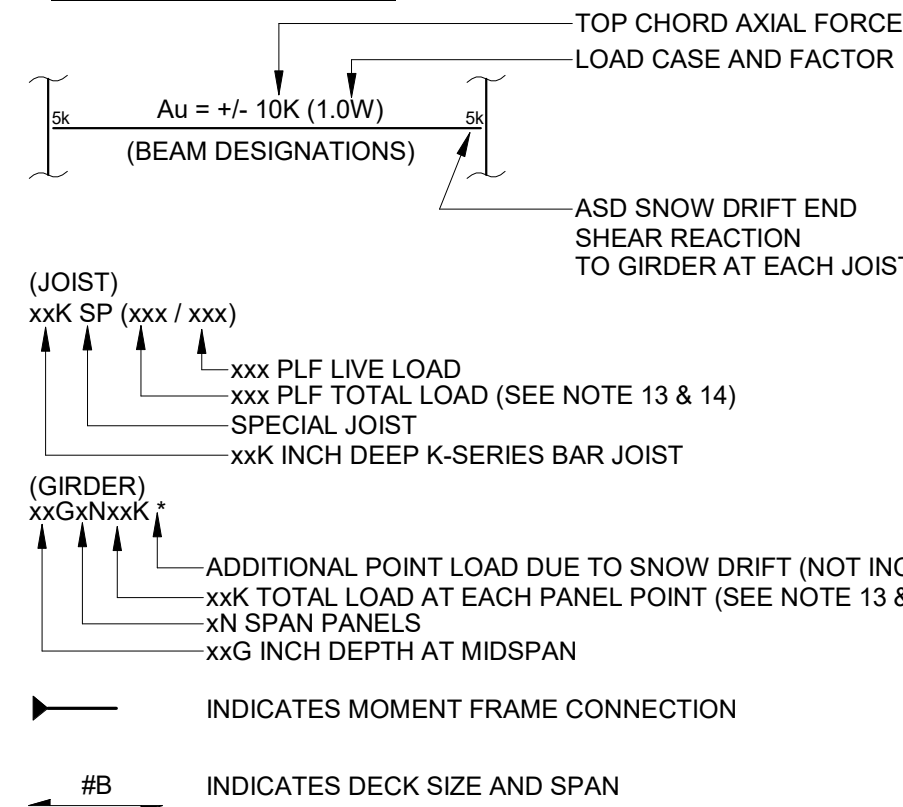 TOP CHORD AXIAL FORCE
LOAD CASE AND FACTOR
5k Au = +/- 10K (1.0W) 5k
(BEAM DESIGNATIONS)
ASD SNOW DRIFT END
SHEAR REACTION
TO GIRDER AT EACH JOIST
(JOIST)
xxK SP (xxx / xxx)
xxx PLF LIVE LOAD
xxx PLF TOTAL LOAD (SEE NOTE 13 & 14)
SPECIAL JOIST
xxK INCH DEEP K-SERIES BAR JOIST
(GIRDER)
xxGxNxxK *
ADDITIONAL POINT LOAD DUE TO SNOW DRIFT (NOT
xxK TOTAL LOAD AT EACH PANEL POINT (SEE NOTE 13 &
xN SPAN PANELS
xxG INCH DEPTH AT MIDSPAN
INDICATES MOMENT FRAME CONNECTION
#B INDICATES DECK SIZE AND SPAN